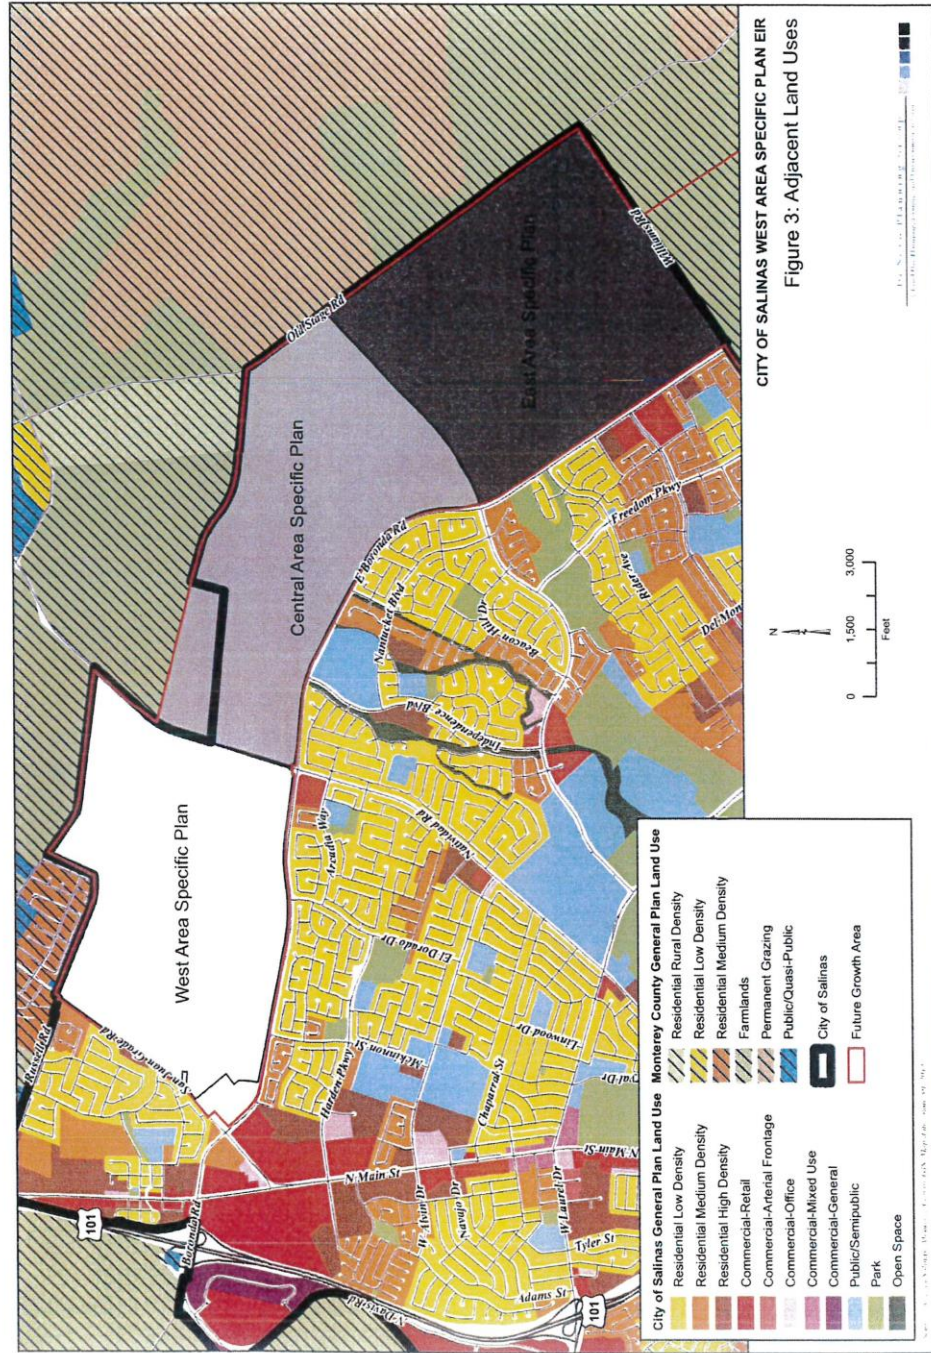 CITY OF SALINAS WEST AREA SPECIFIC PLAN EIR
Figure 3: Adjacent Land Uses
West Area Specific Plan
Central Area Specific Plan
East Area Specific Plan
Russell Rd
San Juan Grade Rd
Old Stage Rd
Williams Rd
101
Boronda Rd
E Boronda Rd
Nantucket Blvd
Independence Blvd
Beacon Hill Dr
Freedom Pkwy
Rider Ave
Del Mon
Arcadia Way
Natividad Rd
El Dorado Dr
Harden Pkwy
Mckinnon St
Chaparral St
Linwood Dr
yal Dr
N Main St
N Main St
W Alvin Dr
Navajo Dr
W Laurel Dr
Tyler St
Adams St
N Davis Rd
101
N
0 1,500 3,000
Feet
City of Salinas General Plan Land Use
Residential Low Density
Residential Medium Density
Residential High Density
Commercial-Retail
Commercial-Arterial Frontage
Commercial-Office
Commercial-Mixed Use
Commercial-General
Public/Semipublic
Park
Open Space
Monterey County General Plan Land Use
Residential Rural Density
Residential Low Density
Residential Medium Density
Farmlands
Permanent Grazing
Public/Quasi-Public
City of Salinas
Future Growth Area